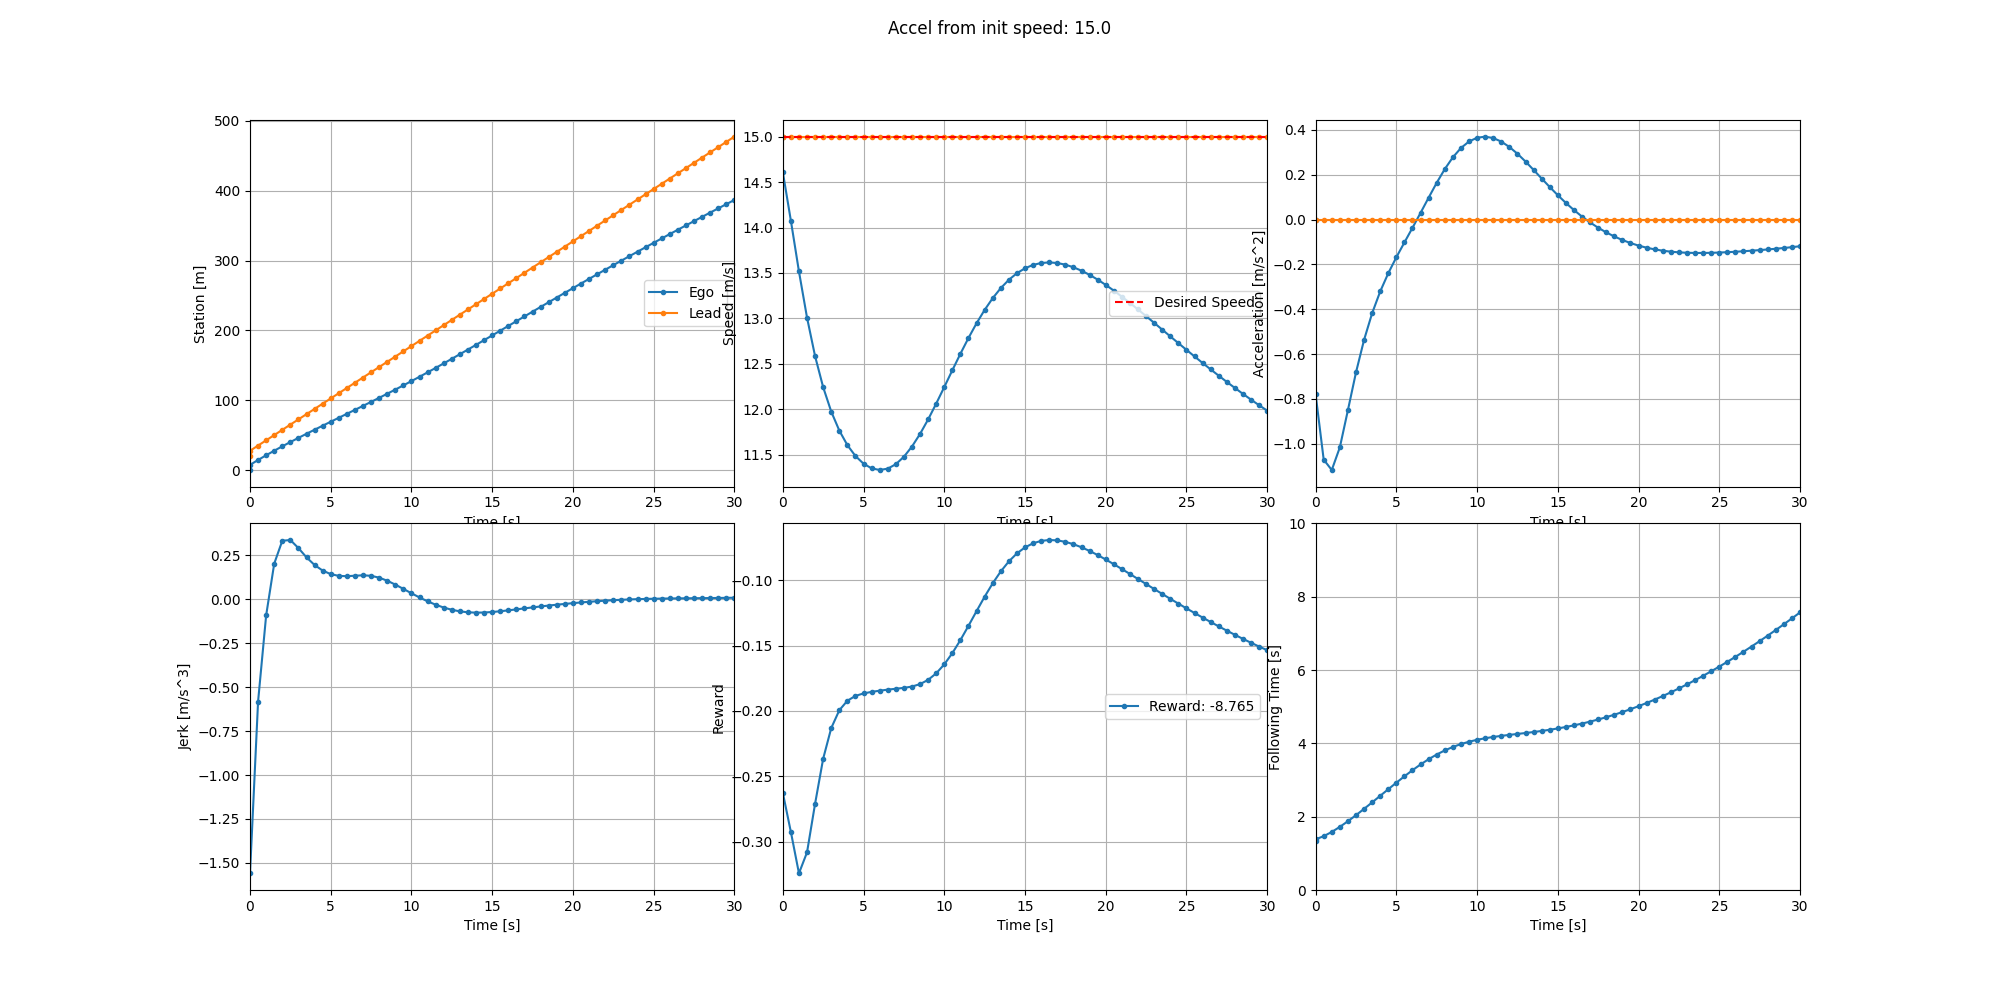 Accel from init speed: 15.0
Station [m]
500
400
300
200
100
0
0 5 10 15 20 25 30
Time [s]
Ego
Lead
Speed [m/s]
15.0
14.5
14.0
13.5
13.0
12.5
12.0
11.5
0 5 10 15 20 25 30
Time [s]
Desired Speed
Acceleration [m/s^2]
0.4
0.2
0.0
−0.2
−0.4
−0.6
−0.8
−1.0
0 5 10 15 20 25 30
Time [s]
Jerk [m/s^3]
0.25
0.00
−0.25
−0.50
−0.75
−1.00
−1.25
−1.50
0 5 10 15 20 25 30
Time [s]
Reward
−0.10
−0.15
−0.20
−0.25
−0.30
0 5 10 15 20 25 30
Time [s]
Reward: -8.765
Following Time [s]
10
8
6
4
2
0
0 5 10 15 20 25 30
Time [s]